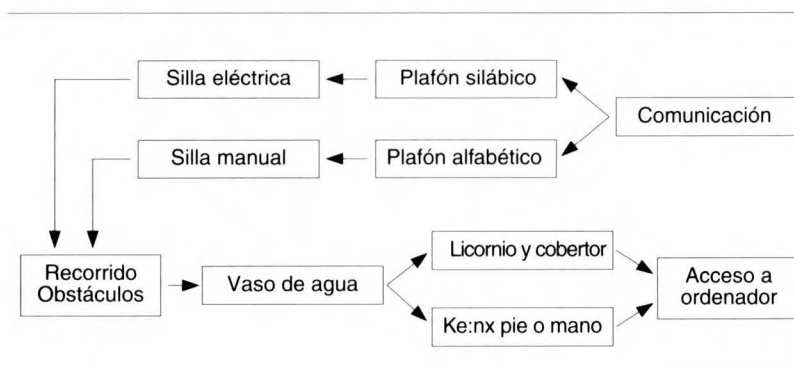 Silla eléctrica
Plafón silábico
Comunicación
Silla manual
Plafón alfabético
Recorrido
Obstáculos
Vaso de agua
Licornio y cobertor
Ke:nx pie o mano
Acceso a
ordenador